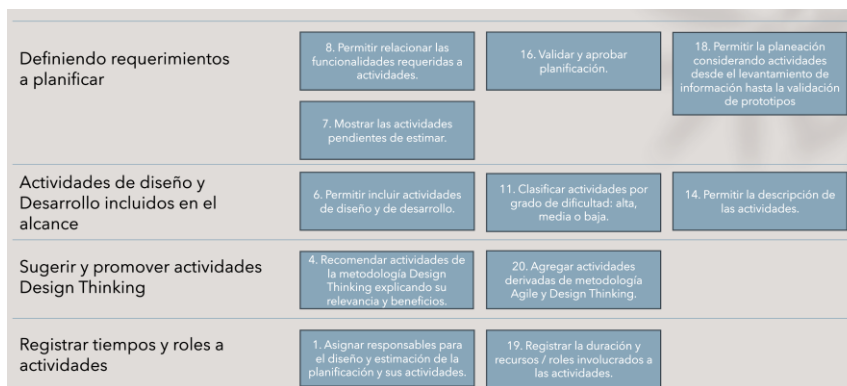 Definiendo requerimientos
a planificar
8. Permitir relacionar las
funcionalidades requeridas a
actividades.
16. Validar y aprobar
planificación.
18. Permitir la planeación
considerando actividades
desde el levantamiento de
información hasta la validación
de prototipos
7. Mostrar las actividades
pendientes de estimar.
Actividades de diseño y
Desarrollo incluidos en el
alcance
6. Permitir incluir actividades
de diseño y de desarrollo.
11. Clasificar actividades por
grado de dificultad: alta,
media o baja.
14. Permitir la descripción de
las actividades.
Sugerir y promover actividades
Design Thinking
4. Recomendar actividades de
la metodología Design
Thinking explicando su
relevancia y beneficios.
20. Agregar actividades
derivadas de metodología
Agile y Design Thinking.
Registrar tiempos y roles a
actividades
1. Asignar responsables para
el diseño y estimación de la
planificación y sus actividades.
19. Registrar la duración y
recursos / roles involucrados a
las actividades.